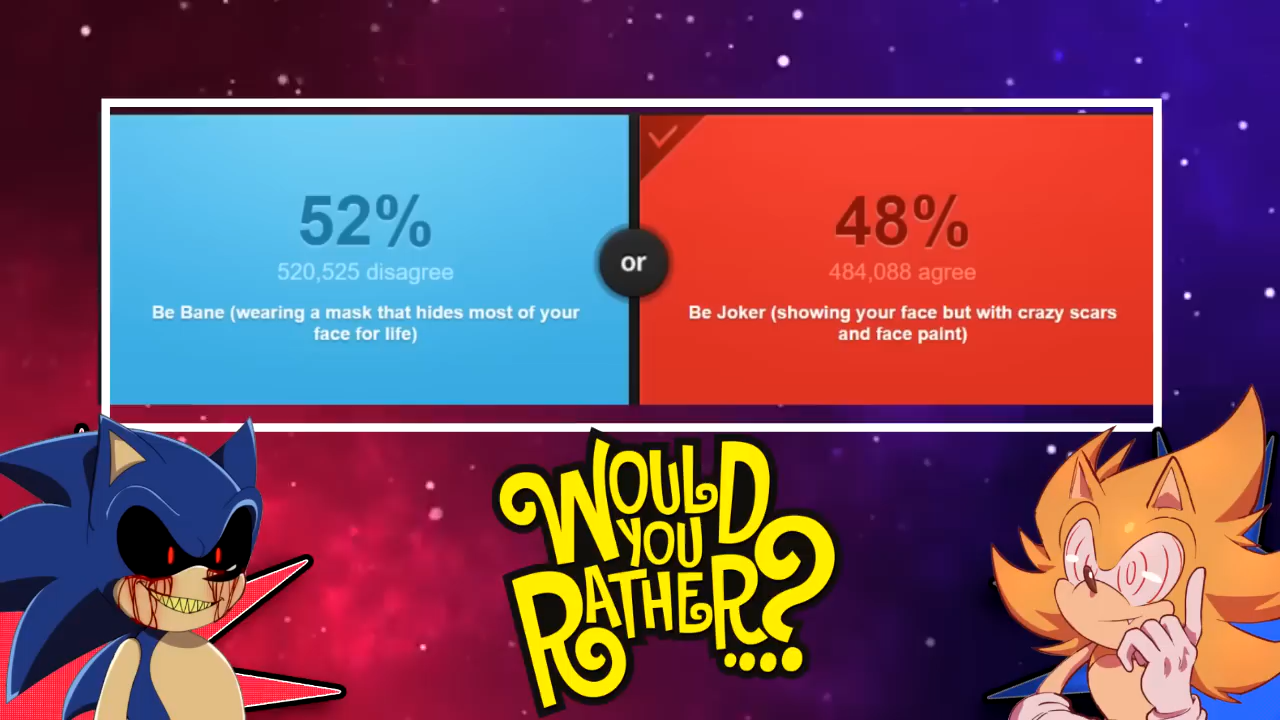 52%
520,525 disagree
Be Bane (wearing a mask that hides most of your
face for life)
or
48%
484,088 agree
Be Joker (showing your face but with crazy scars
and face paint)
WOULD
YOU
RATHER...?